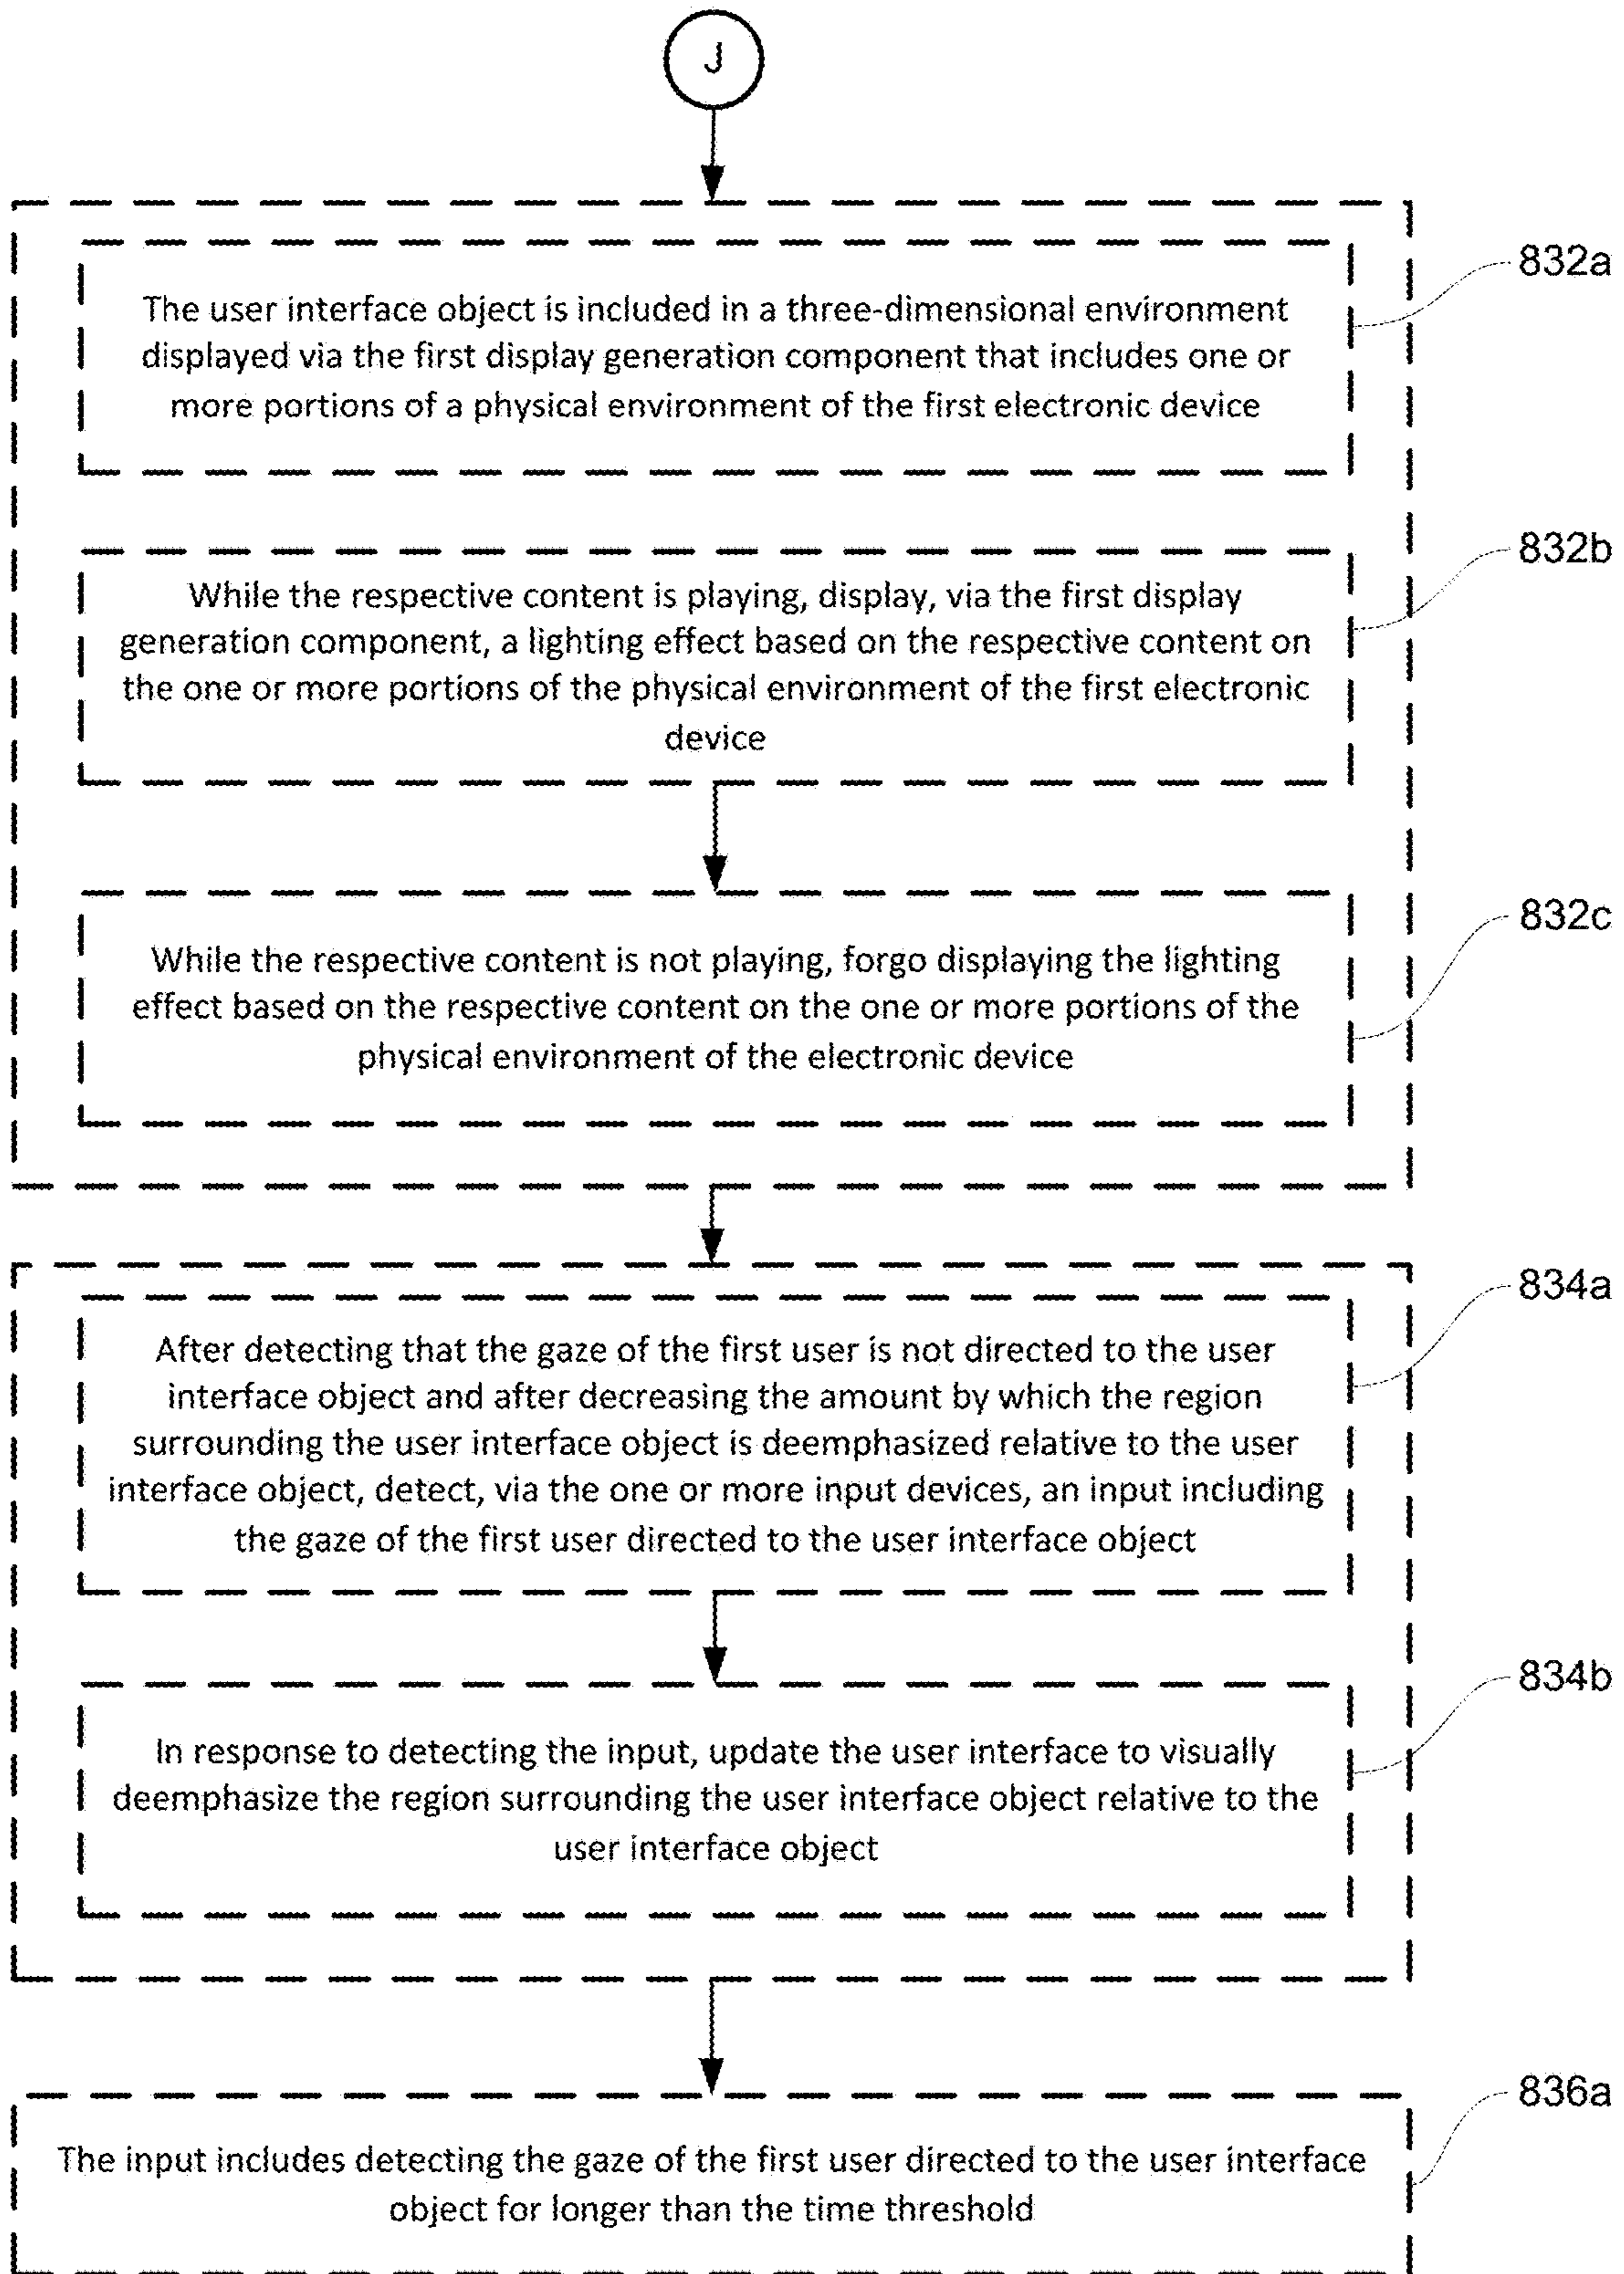 J
832a
The user interface object is included in a three-dimensional environment
displayed via the first display generation component that includes one or
more portions of a physical environment of the first electronic device
832b
While the respective content is playing, display, via the first display
generation component, a lighting effect based on the respective content on
the one or more portions of the physical environment of the first electronic
device
832c
While the respective content is not playing, forgo displaying the lighting
effect based on the respective content on the one or more portions of the
physical environment of the electronic device
834a
After detecting that the gaze of the first user is not directed to the user
interface object and after decreasing the amount by which the region
surrounding the user interface object is deemphasized relative to the user
interface object, detect, via the one or more input devices, an input including
the gaze of the first user directed to the user interface object
834b
In response to detecting the input, update the user interface to visually
deemphasize the region surrounding the user interface object relative to the
user interface object
836a
The input includes detecting the gaze of the first user directed to the user interface
object for longer than the time threshold